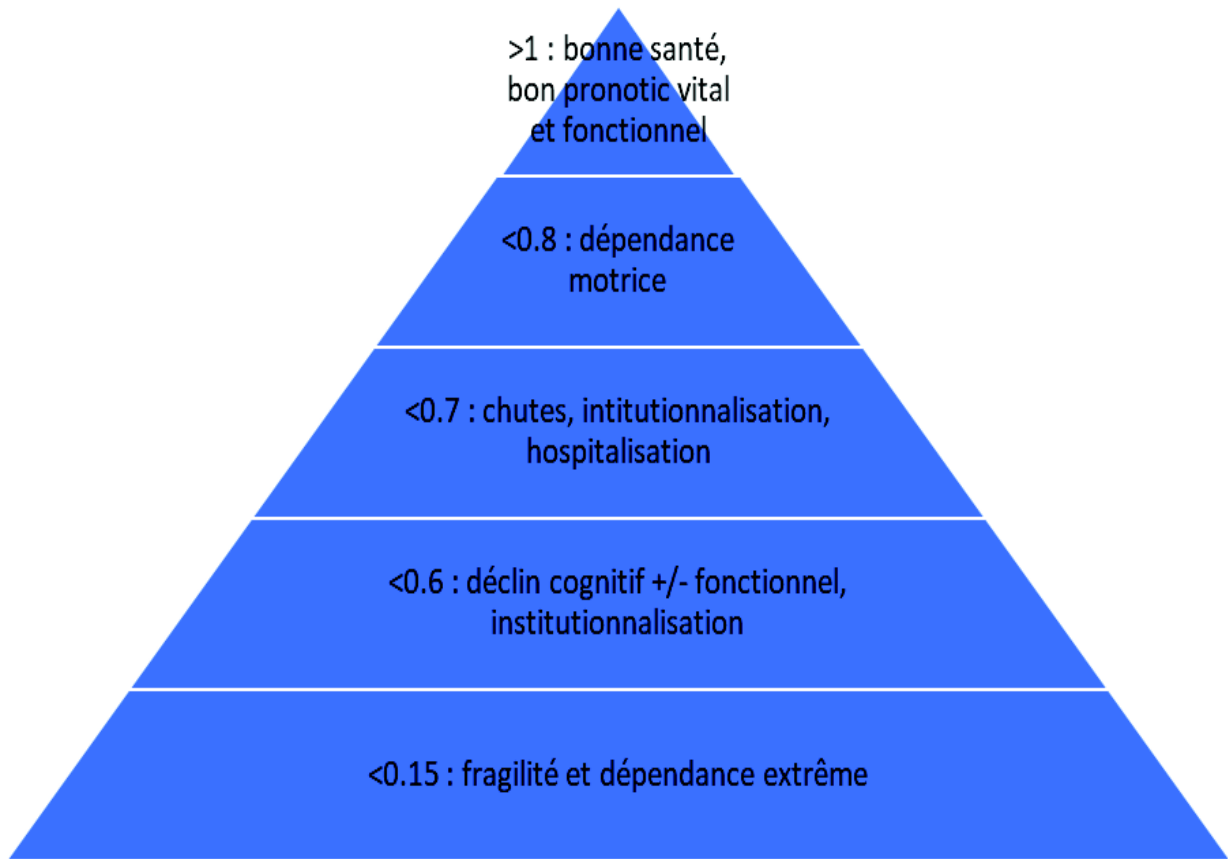 >1 : bonne santé,
bon pronotic vital
et fonctionnel
<0.8 : dépendance
motrice
<0.7 : chutes, intitutionnalisation,
hospitalisation
<0.6 : déclin cognitif +/- fonctionnel,
institutionnalisation
<0.15 : fragilité et dépendance extrême